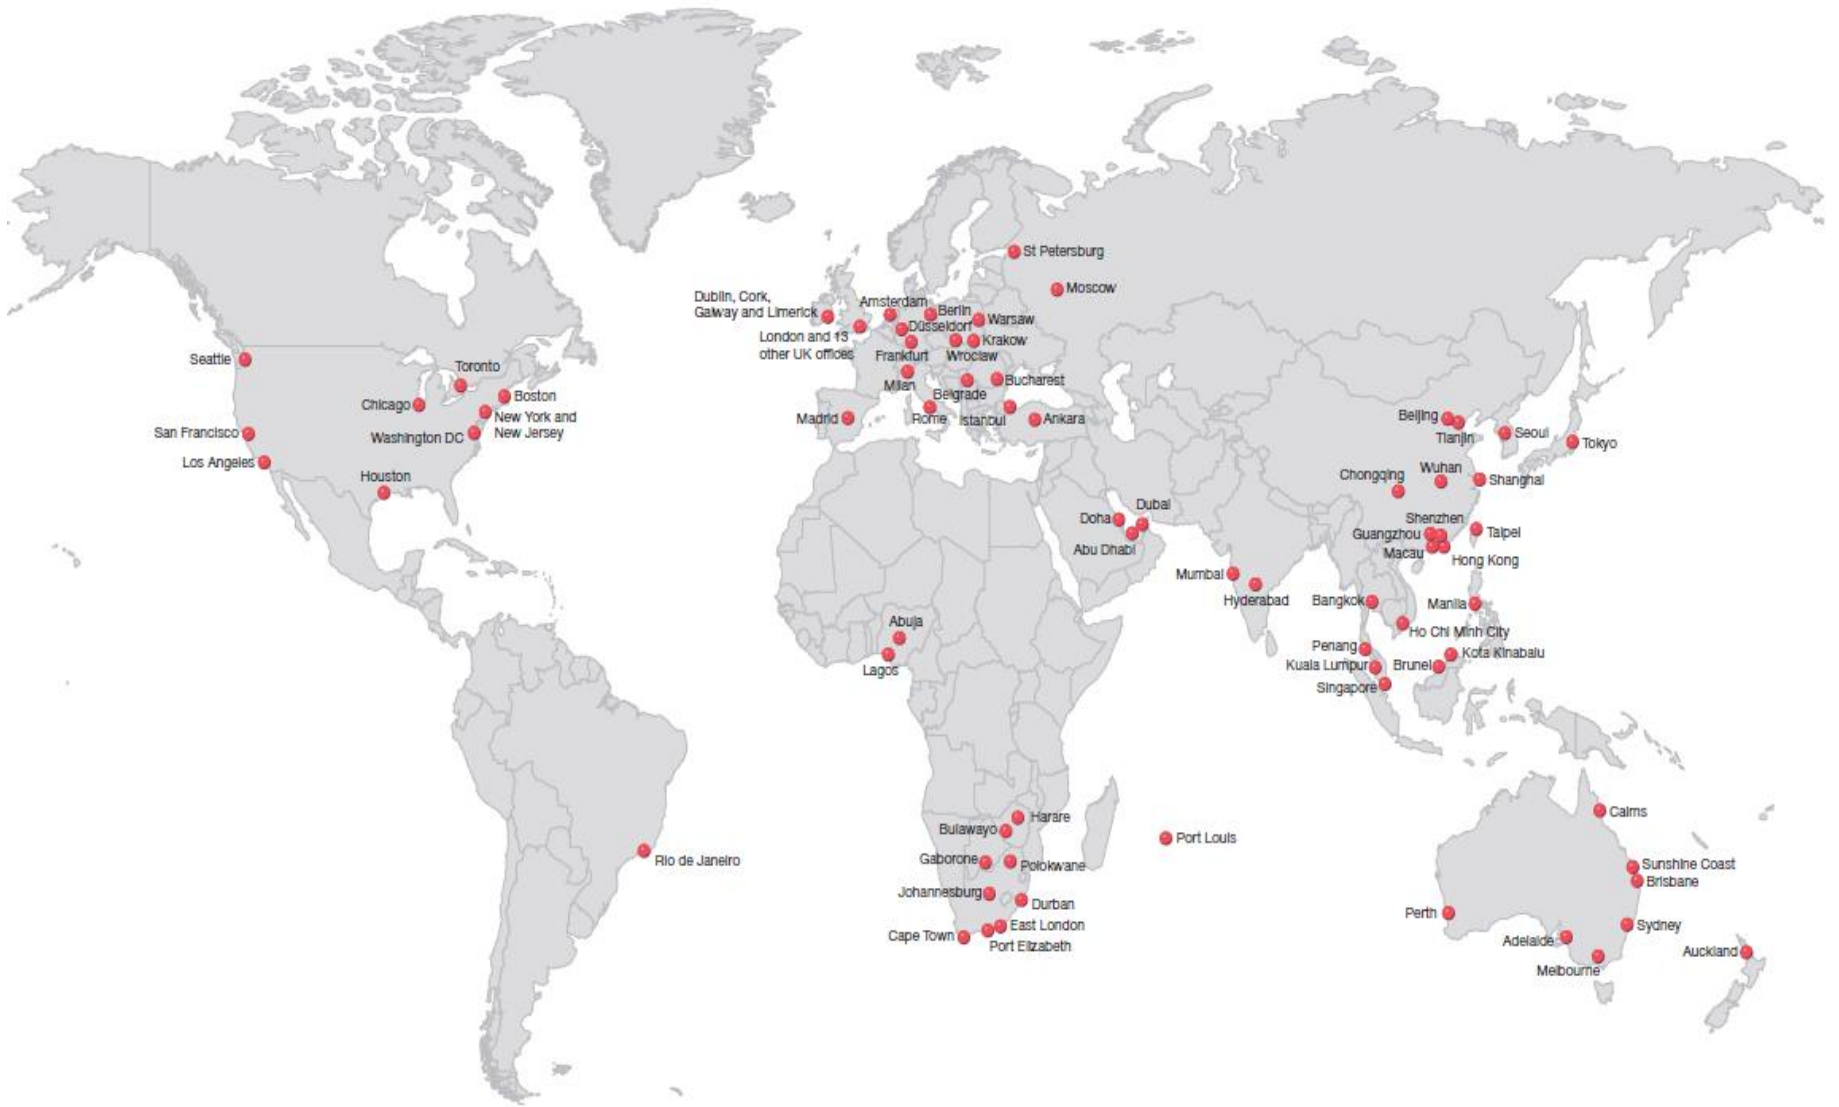 St Petersburg
Moscow
Dublin, Cork,
Galway and Limerick
Amsterdam
Berlin
Warsaw
Düsseldorf
London and 13
other UK offices
Krakow
Frankfurt
Wroclaw
Milan
Bucharest
Belgrade
Madrid
Rome
Istanbul
Ankara
Seattle
Toronto
Chicago
Boston
New York and
New Jersey
San Francisco
Washington DC
Los Angeles
Houston
Beijing
Tianjin
Seoul
Tokyo
Chongqing
Wuhan
Shanghai
Doha
Dubai
Abu Dhabi
Shenzhen
Guangzhou
Taipei
Macau
Hong Kong
Mumbai
Hyderabad
Bangkok
Manila
Ho Chi Minh City
Abuja
Lagos
Penang
Kota Kinabalu
Kuala Lumpur
Brunei
Singapore
Rio de Janeiro
Harare
Bulawayo
Port Louis
Gaborone
Polokwane
Johannesburg
Durban
East London
Cape Town
Port Elizabeth
Cairns
Sunshine Coast
Brisbane
Perth
Sydney
Adelaide
Melbourne
Auckland